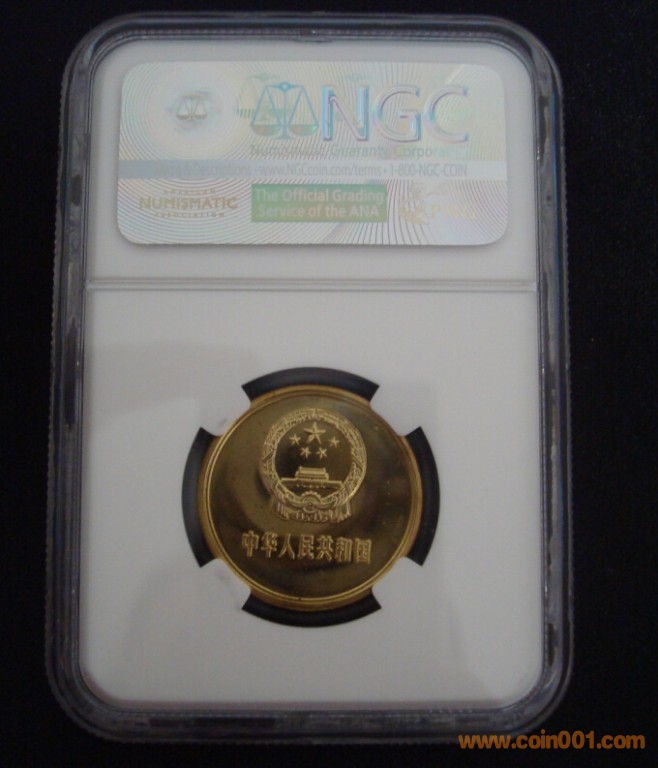 NGC
Numismatic Guaranty Corporation
www.NGCcoin.com/terms • 1-800-NGC-COIN
NUMISMATIC
The Official Grading
Service of the ANA
中华人民共和国
www.coin001.com